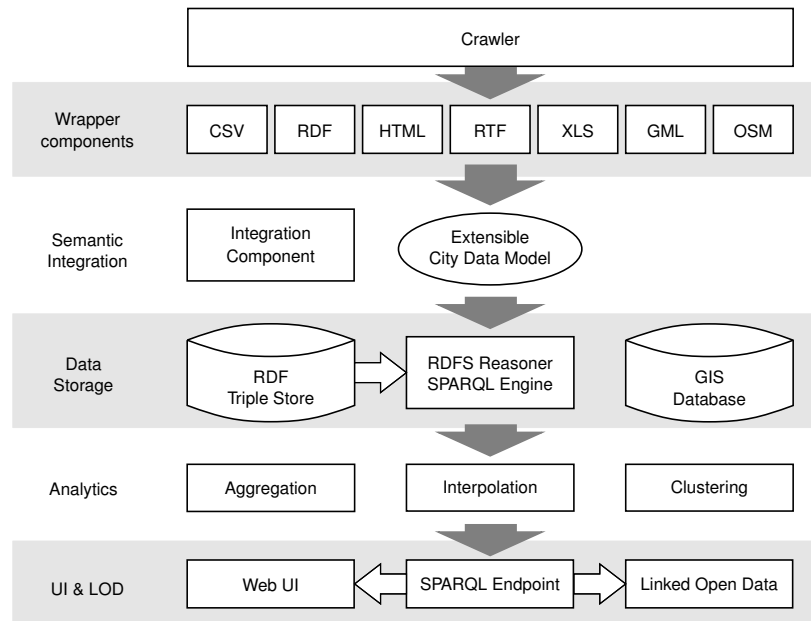 Crawler
Wrapper
components
CSV
RDF
HTML
RTF
XLS
GML
OSM
Semantic
Integration
Integration
Component
Extensible
City Data Model
Data
Storage
RDF
Triple Store
RDFS Reasoner
SPARQL Engine
GIS
Database
Analytics
Aggregation
Interpolation
Clustering
UI & LOD
Web UI
SPARQL Endpoint
Linked Open Data